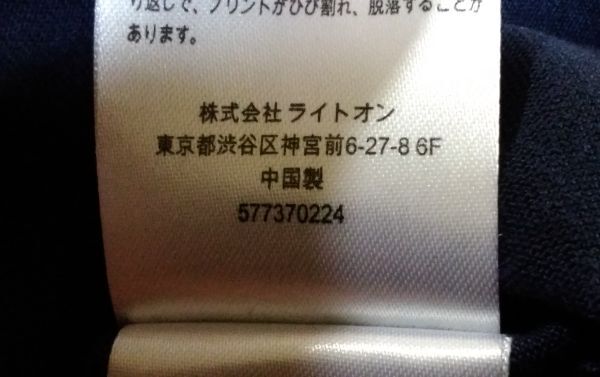 り返しで、プリントがひび割れ、脱落することが
あります。
株式会社 ライトオン
東京都渋谷区神宮前6-27-8 6F
中国製
577370224